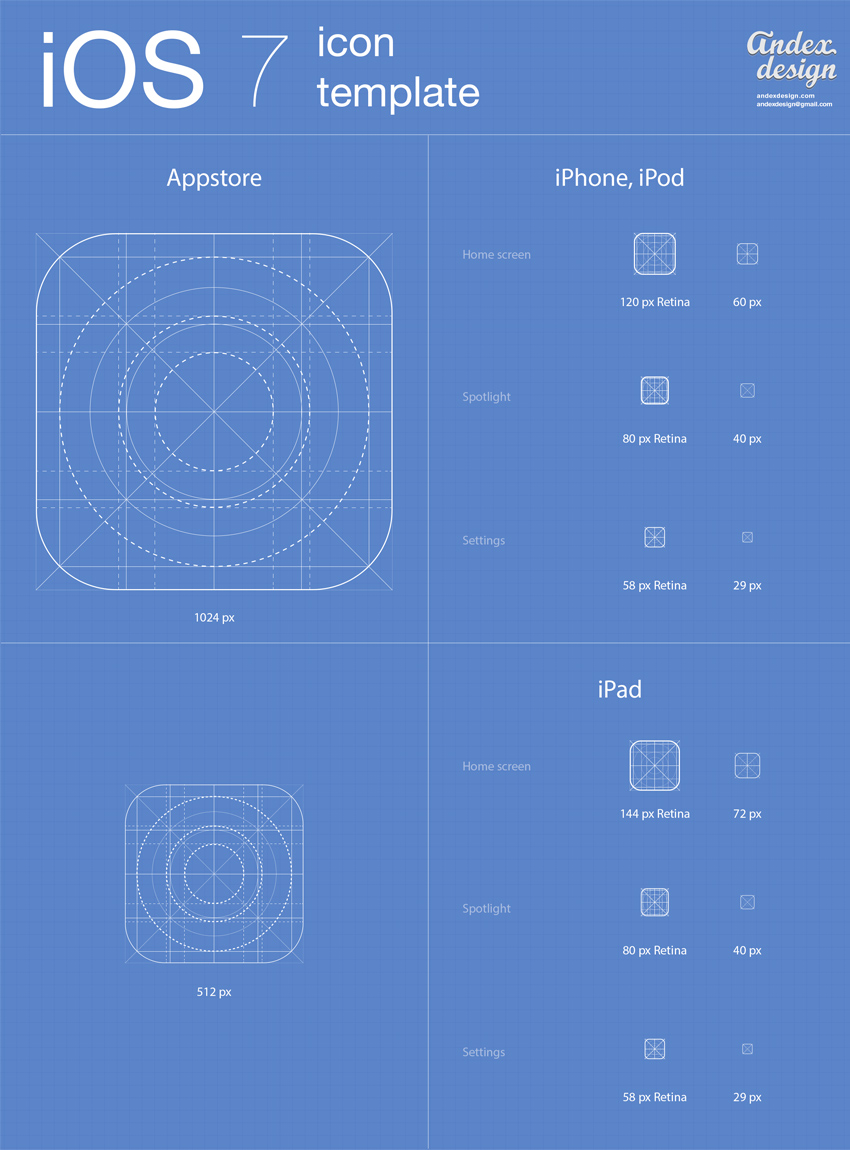 iOS 7 icon
template
andex
design
andexdesign.com
andexdesign@gmail.com
Appstore
1024 px
512 px
iPhone, iPod
Home screen
120 px Retina
60 px
Spotlight
80 px Retina
40 px
Settings
58 px Retina
29 px
iPad
Home screen
144 px Retina
72 px
Spotlight
80 px Retina
40 px
Settings
58 px Retina
29 px